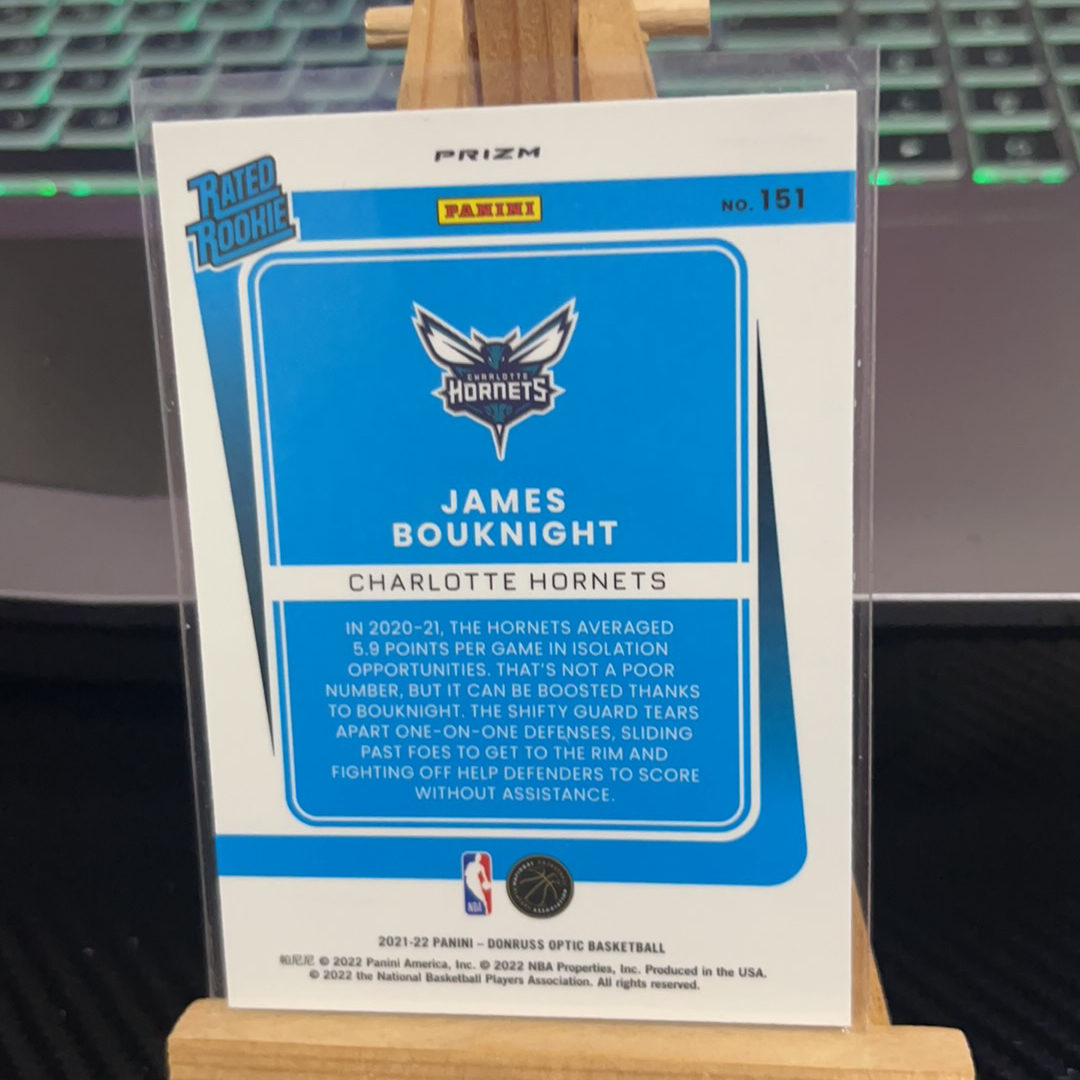 PRIZM
RATED
ROOKIE
PANINI
NO. 151
CHARLOTTE
HORNETS
JAMES
BOUKNIGHT
CHARLOTTE HORNETS
IN 2020-21, THE HORNETS AVERAGED
5.9 POINTS PER GAME IN ISOLATION
OPPORTUNITIES. THAT'S NOT A POOR
NUMBER, BUT IT CAN BE BOOSTED THANKS
TO BOUKNIGHT. THE SHIFTY GUARD TEARS
APART ONE-ON-ONE DEFENSES, SLIDING
PAST FOES TO GET TO THE RIM AND
FIGHTING OFF HELP DEFENDERS TO SCORE
WITHOUT ASSISTANCE.
NBA
2021-22 PANINI – DONRUSS OPTIC BASKETBALL
帕尼尼 © 2022 Panini America, Inc. © 2022 NBA Properties, Inc. Produced in the USA.
© 2022 the National Basketball Players Association. All rights reserved.